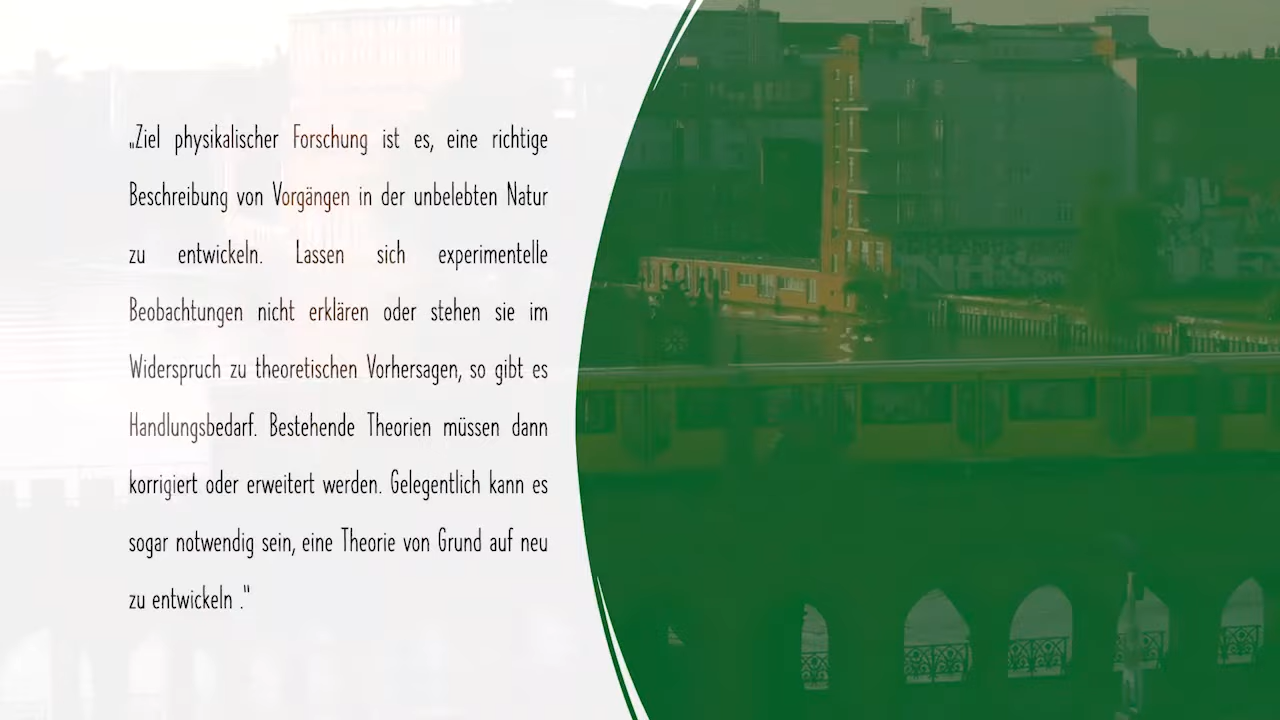 „Ziel physikalischer Forschung ist es, eine richtige
Beschreibung von Vorgängen in der unbelebten Natur
zu entwickeln. Lassen sich experimentelle
Beobachtungen nicht erklären oder stehen sie im
Widerspruch zu theoretischen Vorhersagen, so gibt es
Handlungsbedarf. Bestehende Theorien müssen dann
korrigiert oder erweitert werden. Gelegentlich kann es
sogar notwendig sein, eine Theorie von Grund auf neu
zu entwickeln ."